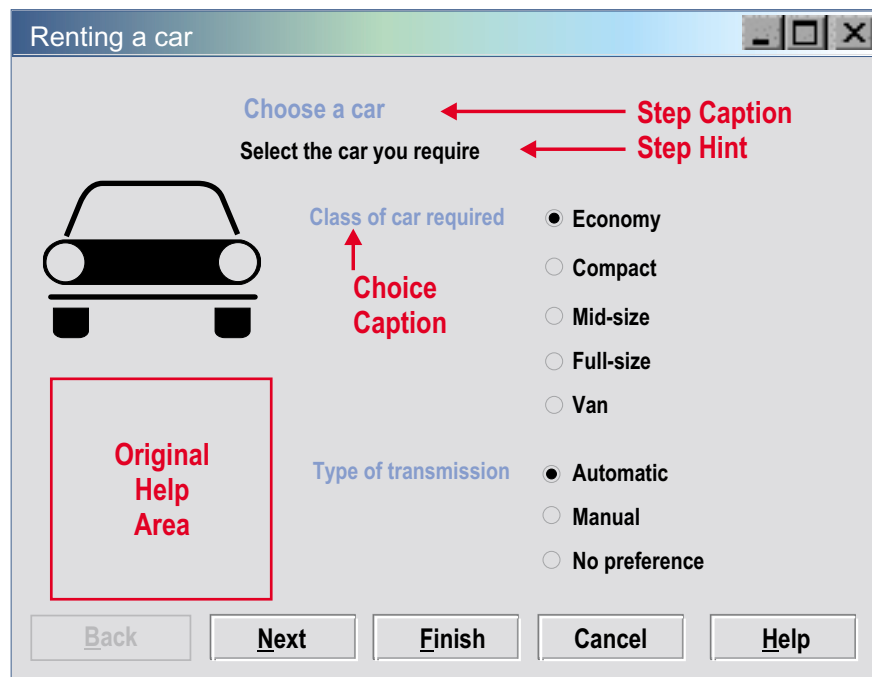 Renting a car
Choose a car
Step Caption
Select the car you require
Step Hint
Class of car required
Economy
Compact
Mid-size
Full-size
Van
Choice
Caption
Original
Help
Area
Type of transmission
Automatic
Manual
No preference
Back
Next
Finish
Cancel
Help